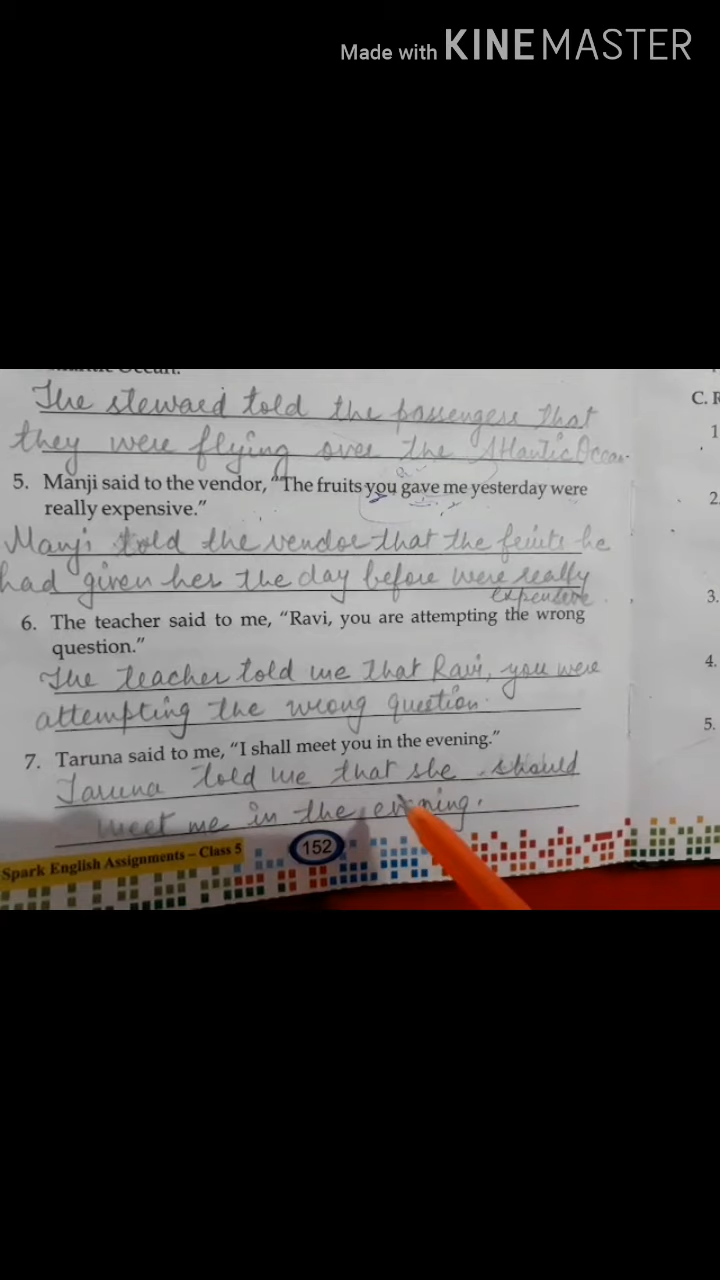 Made with KINEMASTER
The steward told the passengers that
they were flying over the Atlantic Ocean.
C. R
1
5. Manji said to the vendor, "The fruits you gave me yesterday were
really expensive."
2.
Manji told the vendor that the fruits he
had given her the day before were really
expensive.
3.
6. The teacher said to me, "Ravi, you are attempting the wrong
question."
4.
The teacher told me that Ravi, you were
attempting the wrong question.
5.
7. Taruna said to me, "I shall meet you in the evening."
Taruna told me that she should
meet me in the evening.
Spark English Assignments – Class 5
152